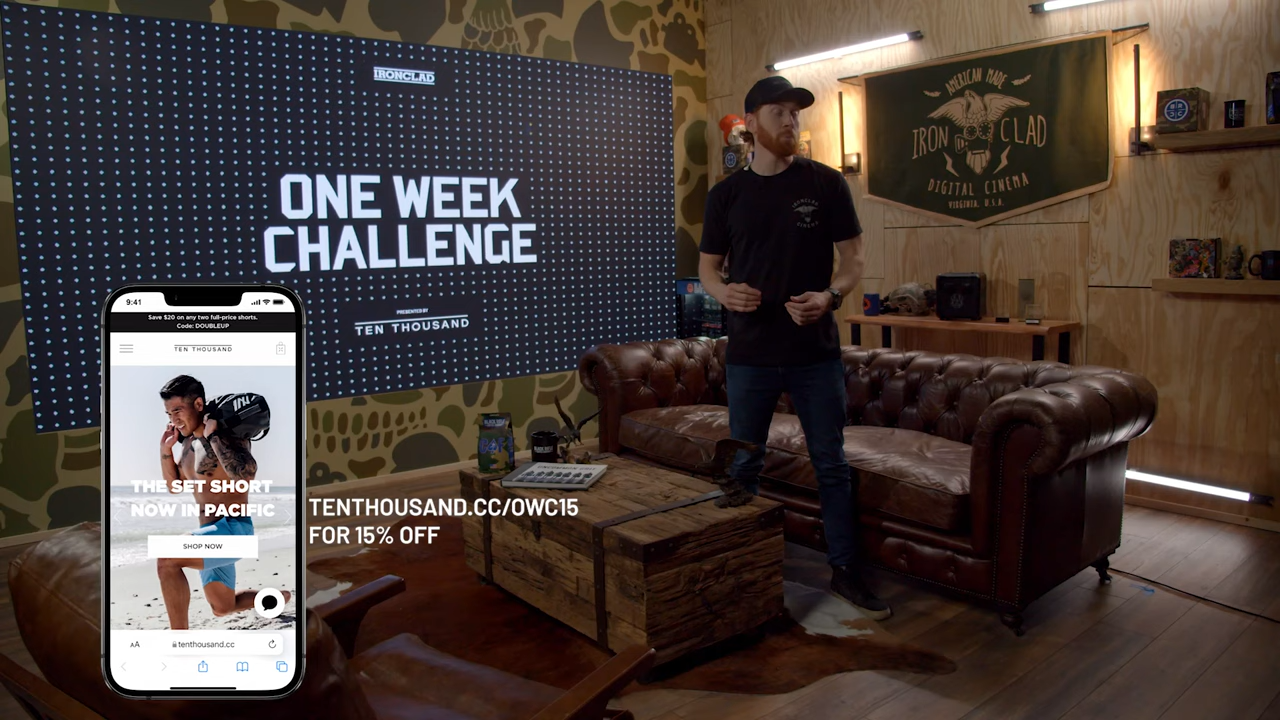 IRONCLAD
ONE WEEK
CHALLENGE
PRESENTED BY
TEN THOUSAND
AMERICAN MADE
IRON CLAD
DIGITAL CINEMA
VIRGINIA, U.S.A.
IRONCLAD
CINEMA
9:41
Save $20 on any two full-price shorts.
Code: DOUBLEUP
TEN THOUSAND
THE SET SHORT
NOW IN PACIFIC
SHOP NOW
AA
tenthousand.cc
TENTHOUSAND.CC/OWC15
FOR 15% OFF